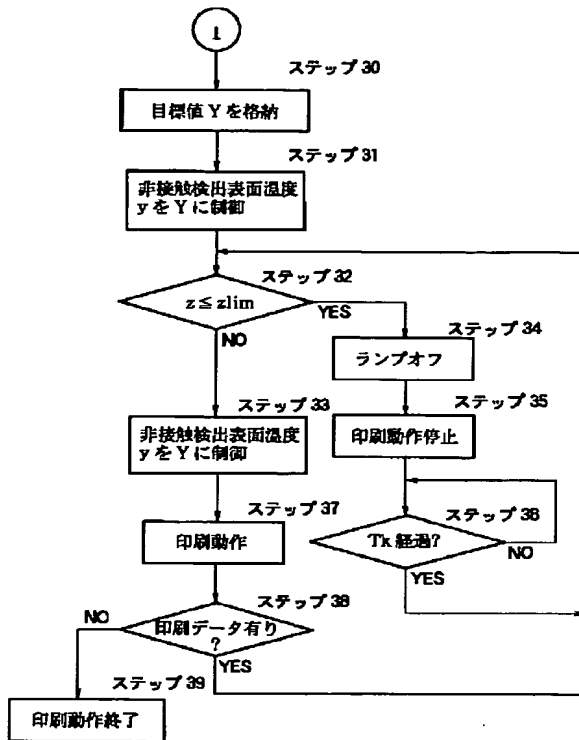 1
ステップ 30
目標値 Y を格納
ステップ 31
非接触検出表面温度
y を Y に制御
ステップ 32
z ≤ zlim
YES
NO
ステップ 34
ランプオフ
ステップ 35
印刷動作停止
ステップ 33
非接触検出表面温度
y を Y に制御
ステップ 37
印刷動作
ステップ 36
Tk 経過?
NO
YES
ステップ 38
印刷データ有り
?
NO
YES
ステップ 39
印刷動作終了